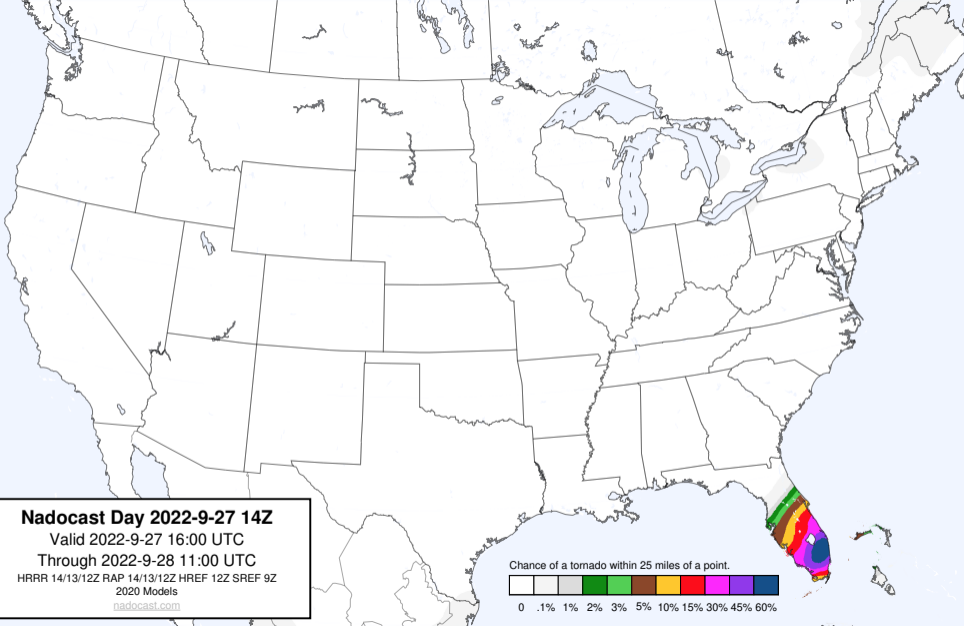 Nadocast Day 2022-9-27 14Z
Valid 2022-9-27 16:00 UTC
Through 2022-9-28 11:00 UTC
HRRR 14/13/12Z RAP 14/13/12Z HREF 12Z SREF 9Z
2020 Models
nadocast.com
Chance of a tornado within 25 miles of a point.
0 .1% 1% 2% 3% 5% 10% 15% 30% 45% 60%